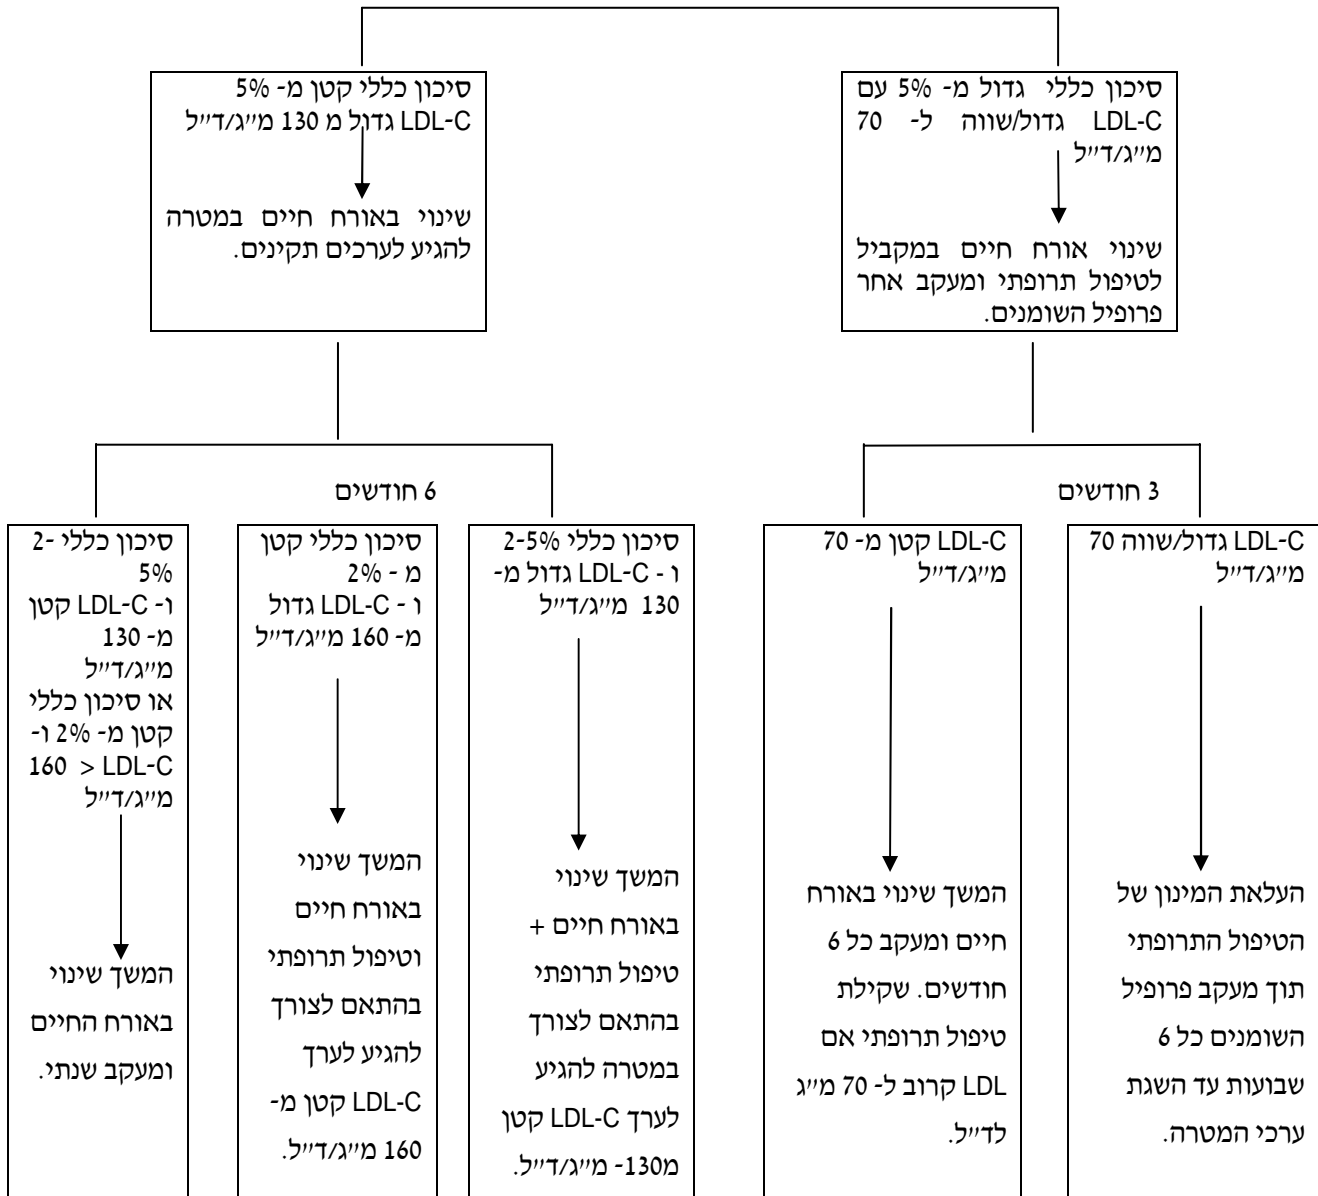 סיכון כללי גדול מ- 5% עם
LDL-C גדול/שווה ל- 70
מ״ג/ד״ל
שינוי אורח חיים במקביל
לטיפול תרופתי ומעקב אחר
פרופיל השומנים.
סיכון כללי קטן מ- 5%
LDL-C גדול מ 130 מ״ג/ד״ל
שינוי באורח חיים במטרה
להגיע לערכים תקינים.
3 חודשים
6 חודשים
LDL-C גדול/שווה 70
מ״ג/ד״ל
העלאת המינון של
הטיפול התרופתי
תוך מעקב פרופיל
השומנים כל 6
שבועות עד השגת
ערכי המטרה.
LDL-C קטן מ- 70
מ״ג/ד״ל
המשך שינוי באורח
חיים ומעקב כל 6
חודשים. שקילת
טיפול תרופתי אם
LDL קרוב ל- 70 מ״ג
לד״ל.
סיכון כללי 2-5%
ו - LDL-C גדול מ-
130 מ״ג/ד״ל
המשך שינוי
באורח חיים +
טיפול תרופתי
בהתאם לצורך
במטרה להגיע
לערך LDL-C קטן
מ130- מ״ג/ד״ל.
סיכון כללי קטן
מ - 2%
ו - LDL-C גדול
מ- 160 מ״ג/ד״ל
המשך שינוי
באורח חיים
וטיפול תרופתי
בהתאם לצורך
להגיע לערך
LDL-C קטן מ-
160 מ״ג/ד״ל.
סיכון כללי 2-
5%
ו- LDL-C קטן
מ- 130
מ״ג/ד״ל
או סיכון כללי
קטן מ- 2% ו-
160 > LDL-C
מ״ג/ד״ל
המשך שינוי
באורח החיים
ומעקב שנתי.